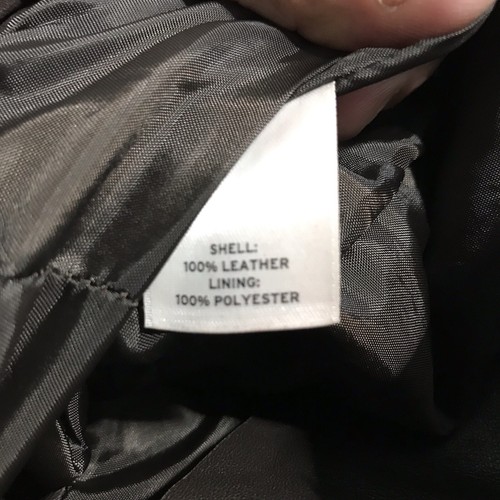 SHELL:
100% LEATHER
LINING:
100% POLYESTER